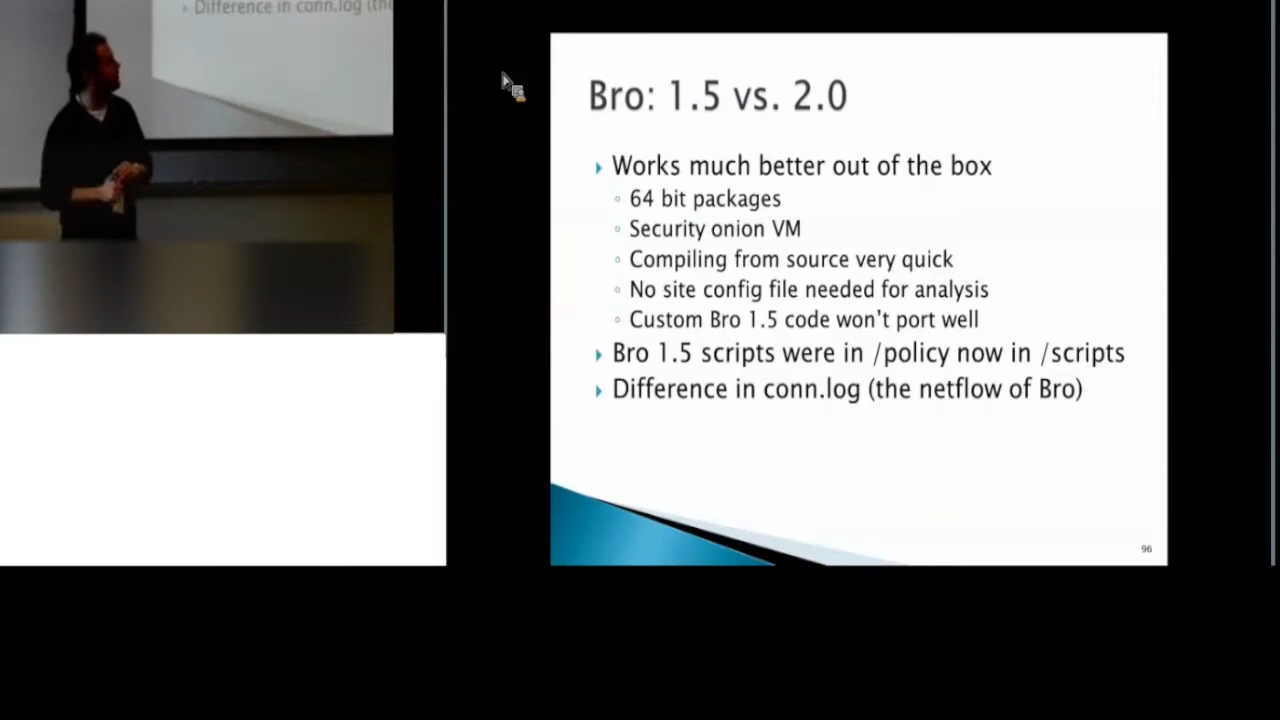 Difference in conn.log (the
Bro: 1.5 vs. 2.0
Works much better out of the box
64 bit packages
Security onion VM
Compiling from source very quick
No site config file needed for analysis
Custom Bro 1.5 code won't port well
Bro 1.5 scripts were in /policy now in /scripts
Difference in conn.log (the netflow of Bro)
96